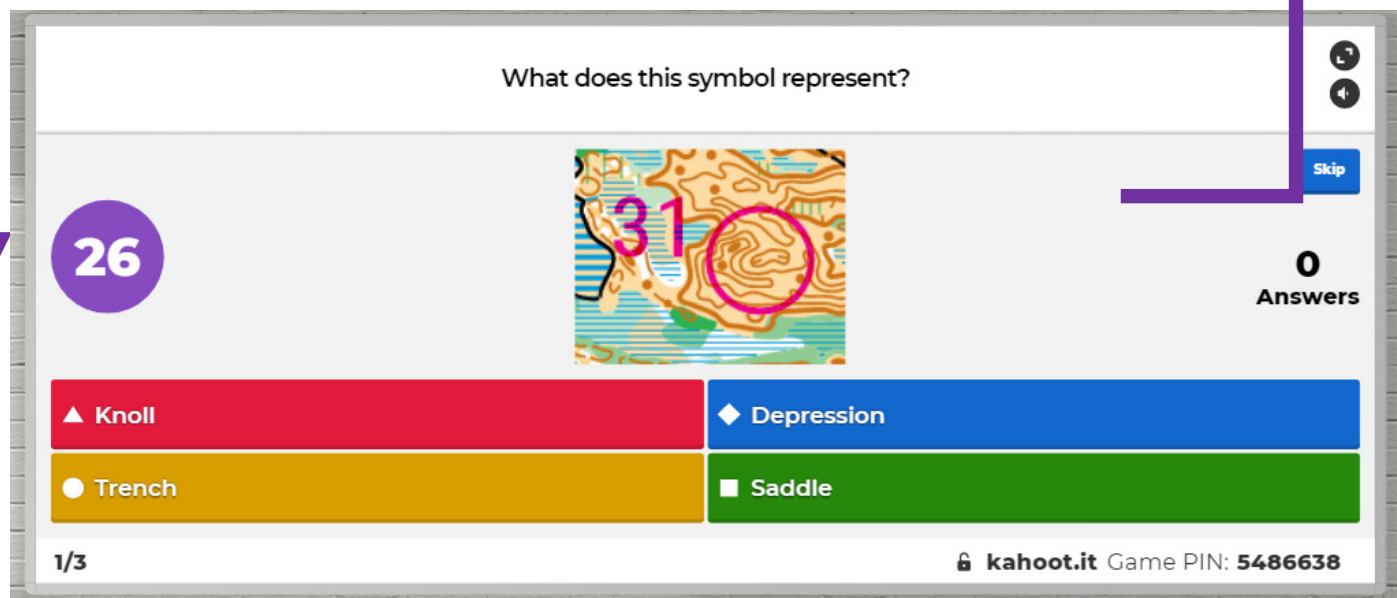 What does this symbol represent?
Skip
26
31
0
Answers
Knoll
Depression
Trench
Saddle
1/3
kahoot.it Game PIN: 5486638